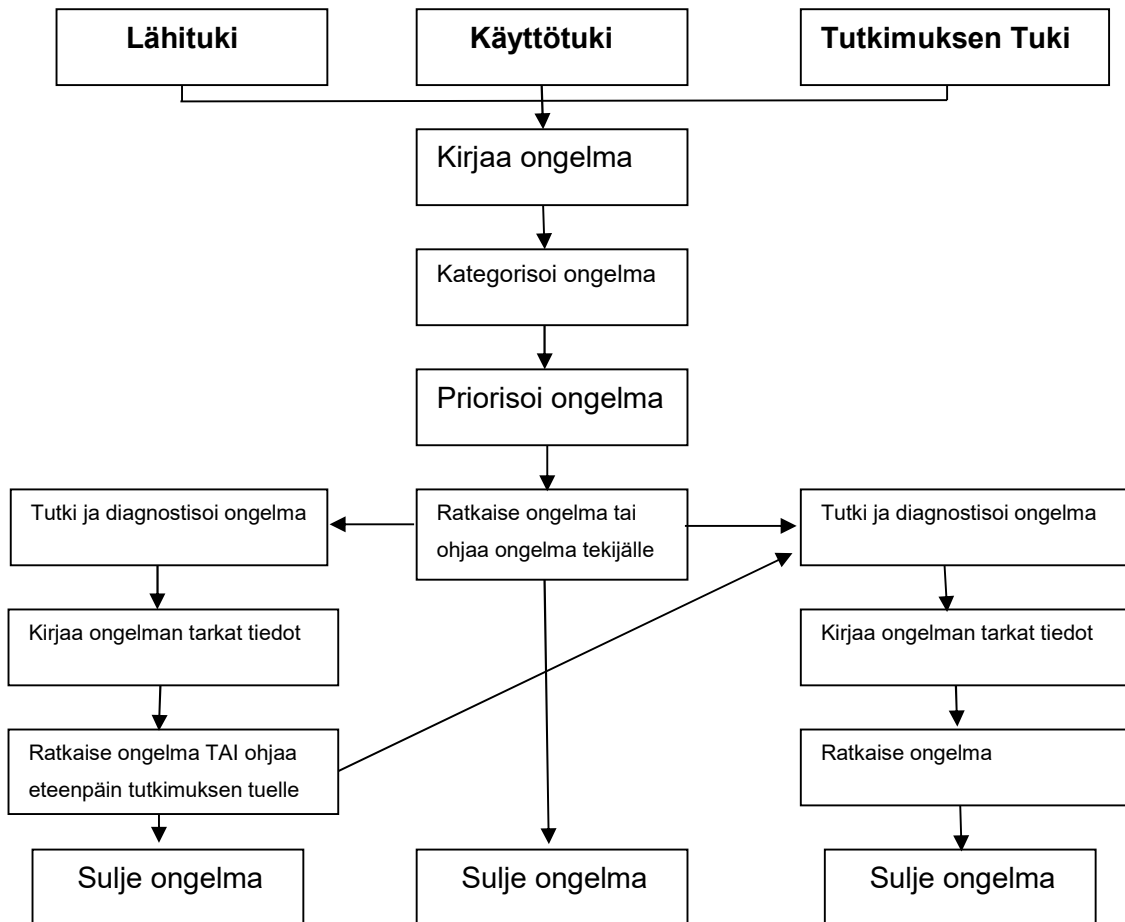 Lähituki
Käyttötuki
Tutkimuksen Tuki
Kirjaa ongelma
Kategorisoi ongelma
Priorisoi ongelma
Tutki ja diagnostisoi ongelma
Ratkaise ongelma tai
ohjaa ongelma tekijälle
Tutki ja diagnostisoi ongelma
Kirjaa ongelman tarkat tiedot
Kirjaa ongelman tarkat tiedot
Ratkaise ongelma TAI ohjaa
eteenpäin tutkimuksen tuelle
Ratkaise ongelma
Sulje ongelma
Sulje ongelma
Sulje ongelma